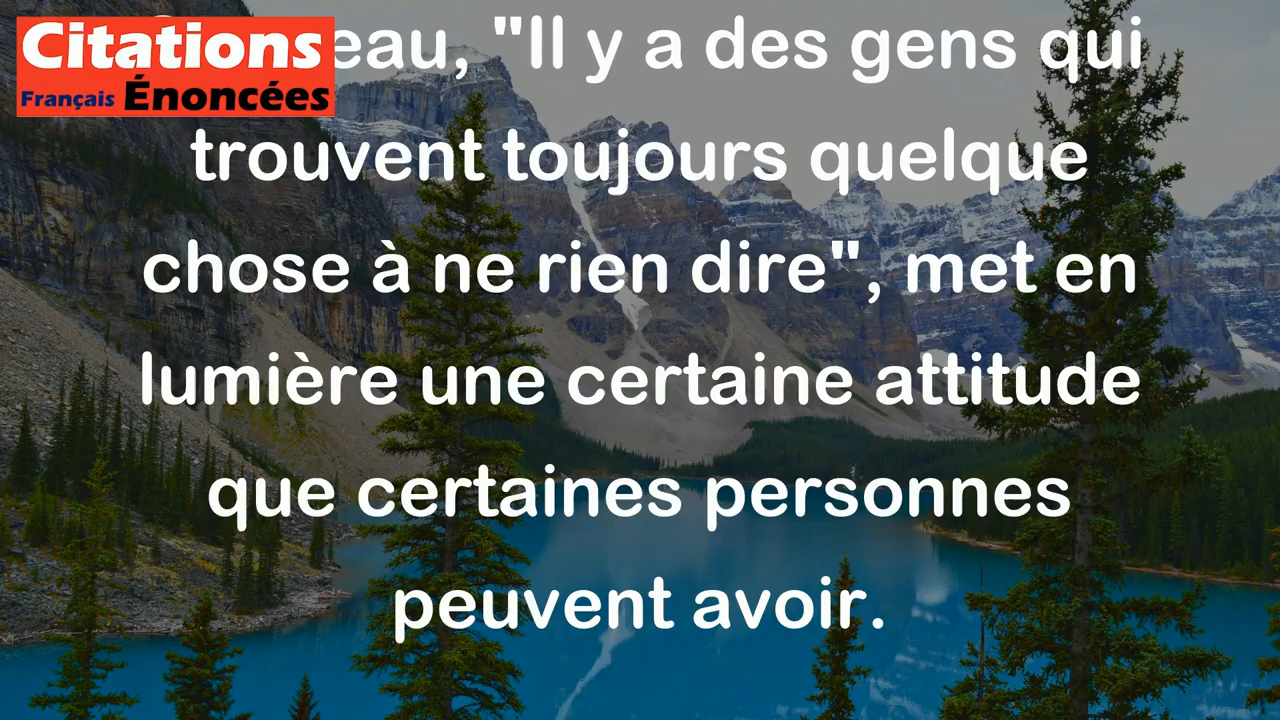 Citations
Français Énoncées
eau, "Il y a des gens qui
trouvent toujours quelque
chose à ne rien dire", met en
lumière une certaine attitude
que certaines personnes
peuvent avoir.